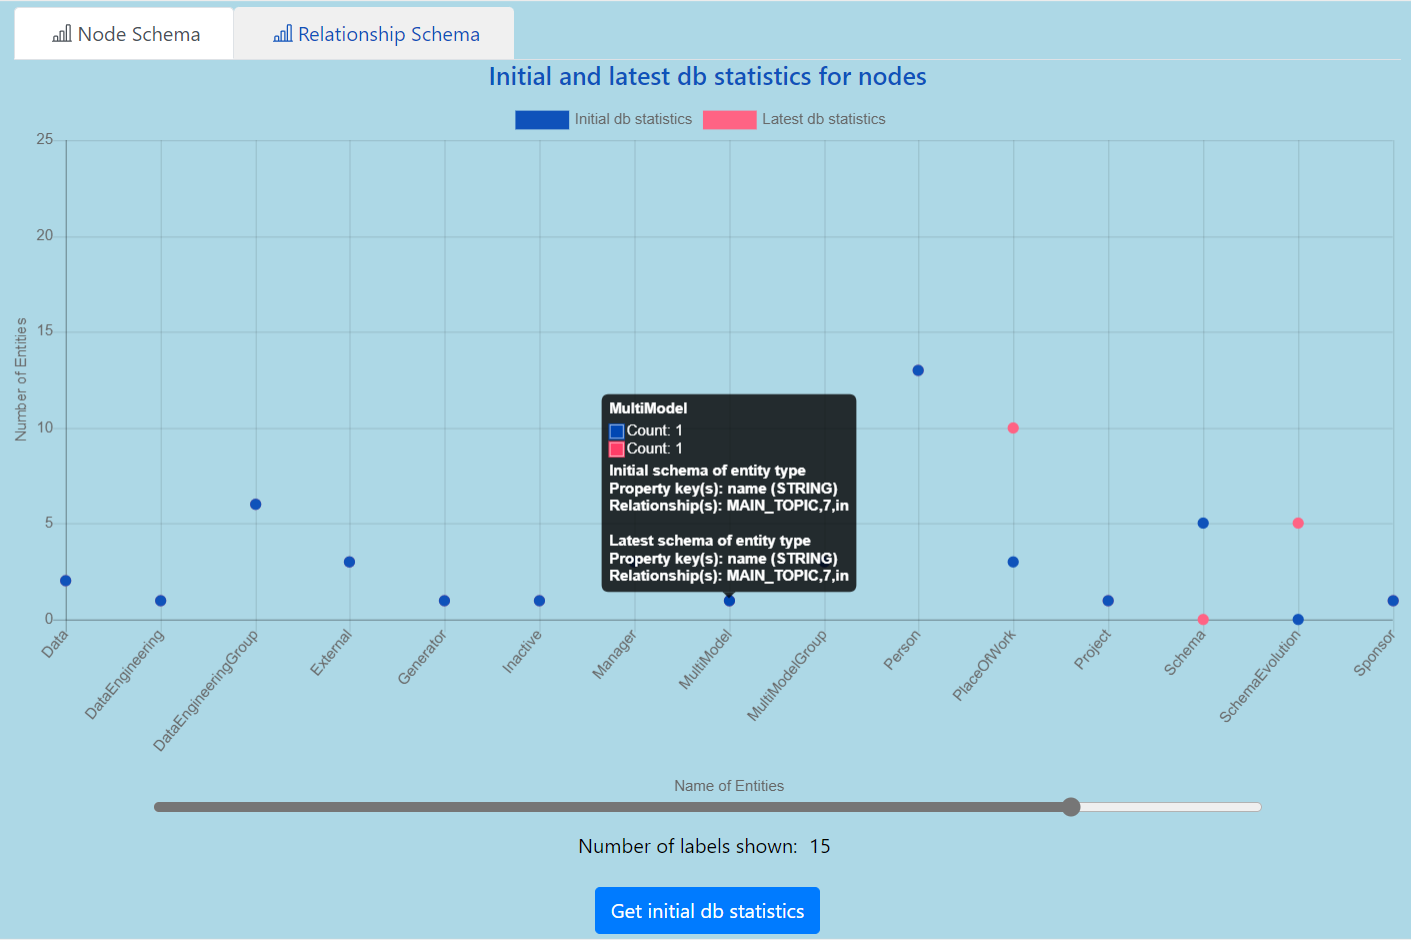 Node Schema
Relationship Schema
Initial and latest db statistics for nodes
Initial db statistics
Latest db statistics
Number of Entities
25
20
15
10
5
0
MultiModel
Count: 1
Count: 1
Initial schema of entity type
Property key(s): name (STRING)
Relationship(s): MAIN_TOPIC,7,in
Latest schema of entity type
Property key(s): name (STRING)
Relationship(s): MAIN_TOPIC,7,in
Data
DataEngineering
DataEngineeringGroup
External
Generator
Inactive
Manager
MultiModel
MultiModelGroup
Person
PlaceOfWork
Project
Schema
SchemaEvolution
Sponsor
Name of Entities
Number of labels shown: 15
Get initial db statistics